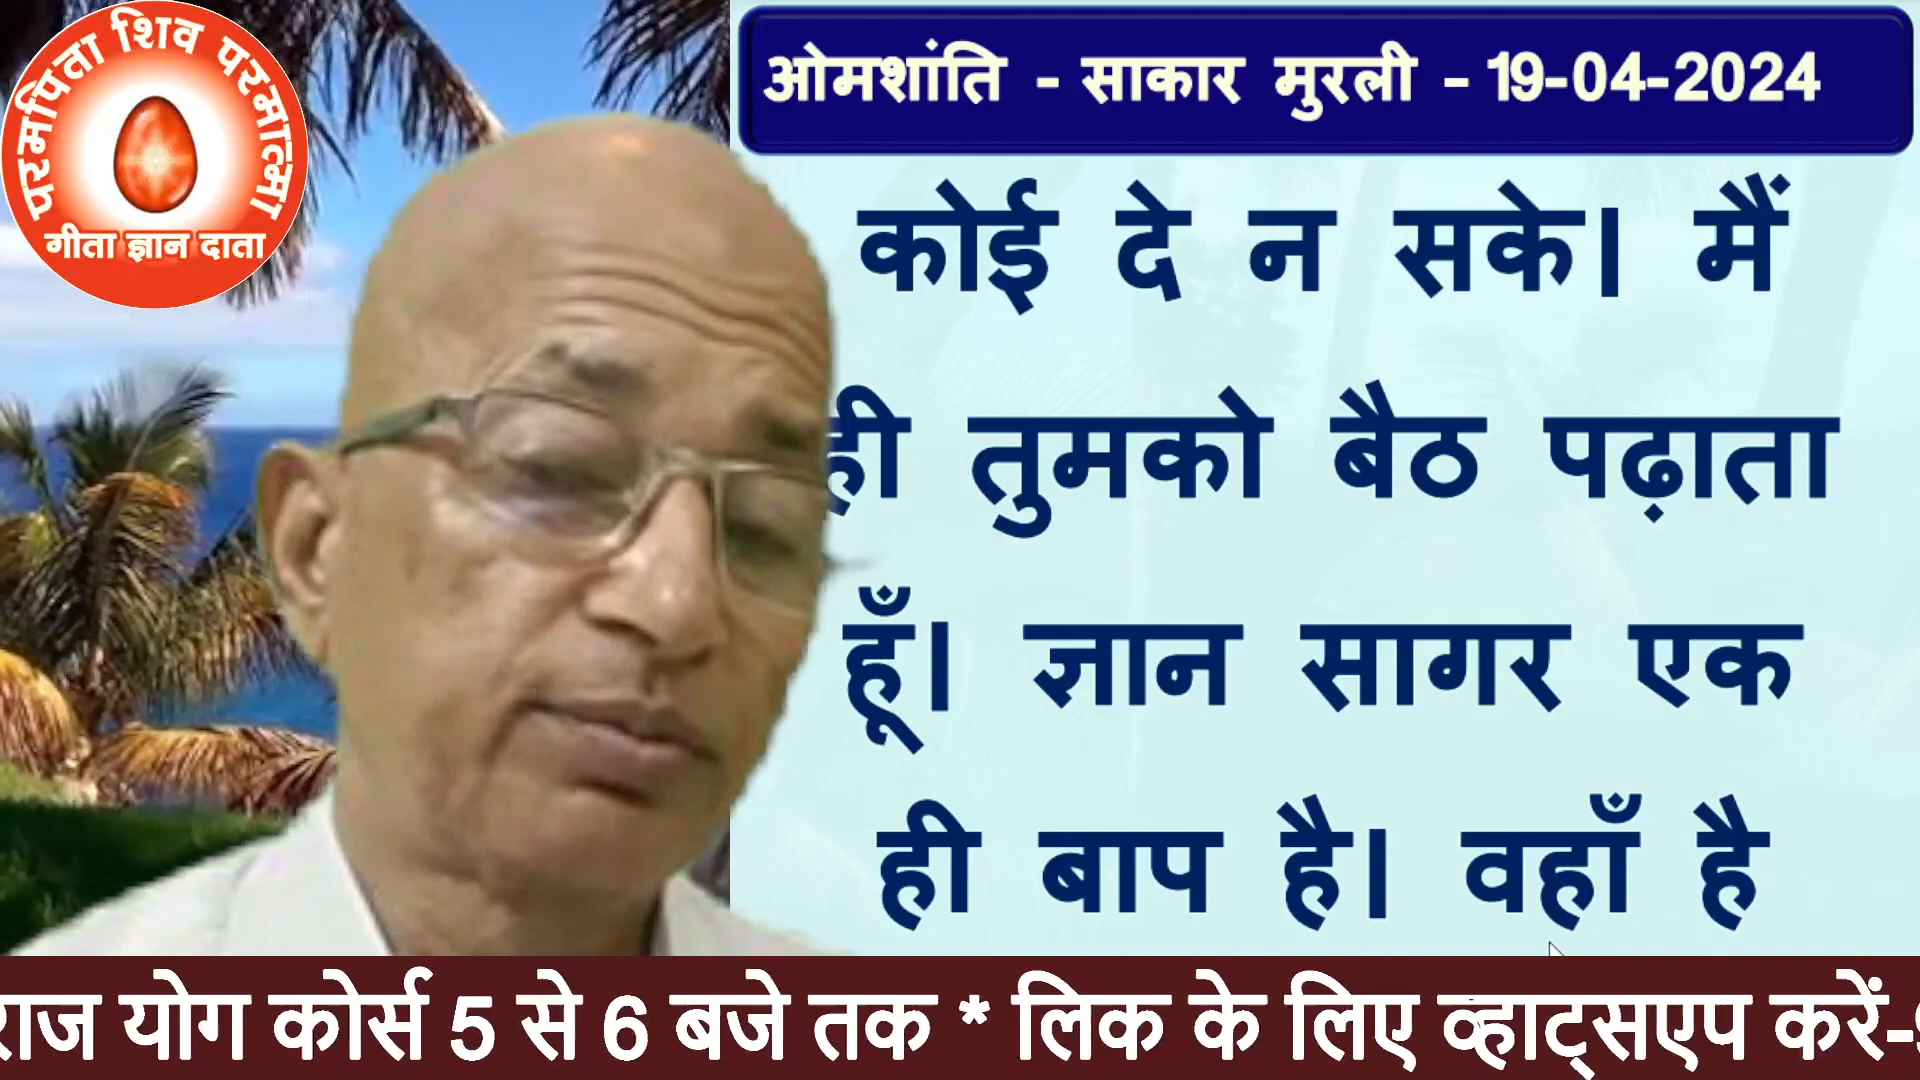 परमपिता शिव परमात्मा
गीता ज्ञान दाता
ओमशांति - साकार मुरली - 19-04-2024
कोई दे न सके। मैं
ही तुमको बैठ पढ़ाता
हूँ। ज्ञान सागर एक
ही बाप है। वहाँ है
राज योग कोर्स 5 से 6 बजे तक * लिक के लिए व्हाट्सएप करें-